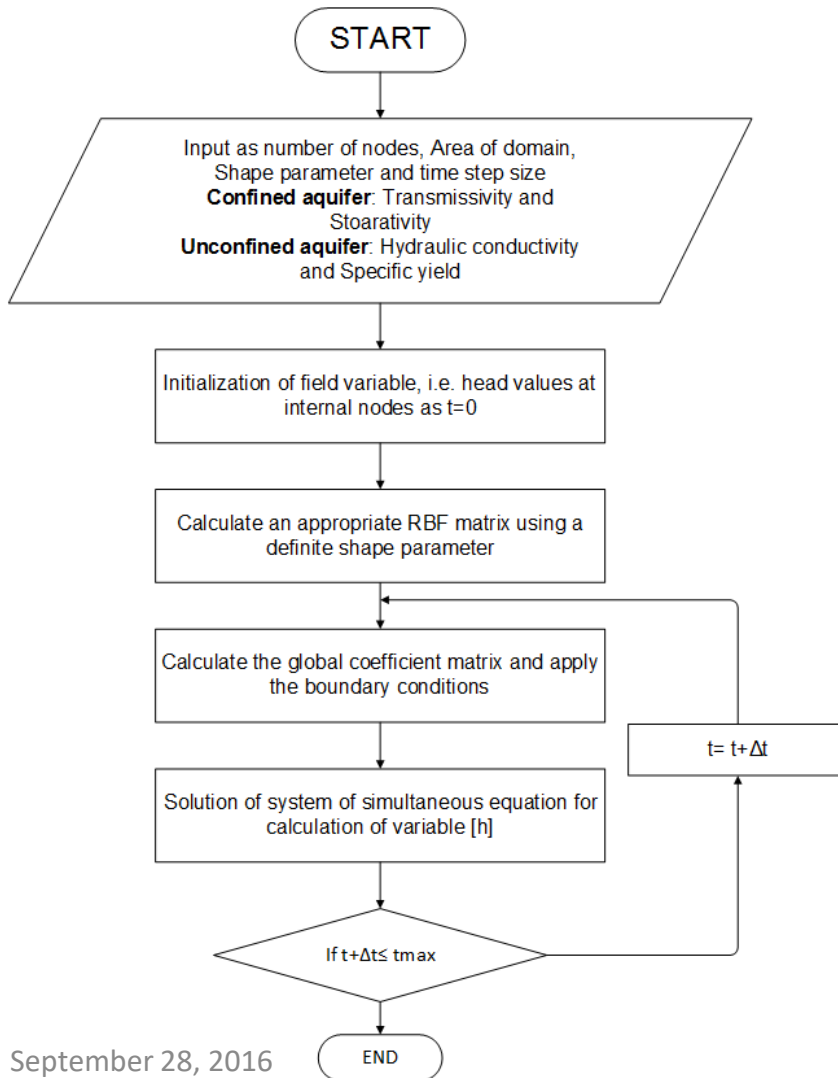 START
Input as number of nodes, Area of domain,
Shape parameter and time step size
Confined aquifer: Transmissivity and
Stoarativity
Unconfined aquifer: Hydraulic conductivity
and Specific yield
Initialization of field variable, i.e. head values at
internal nodes as t=0
Calculate an appropriate RBF matrix using a
definite shape parameter
Calculate the global coefficient matrix and apply
the boundary conditions
t= t+Δt
Solution of system of simultaneous equation for
calculation of variable [h]
If t+Δt≤ tmax
September 28, 2016
END